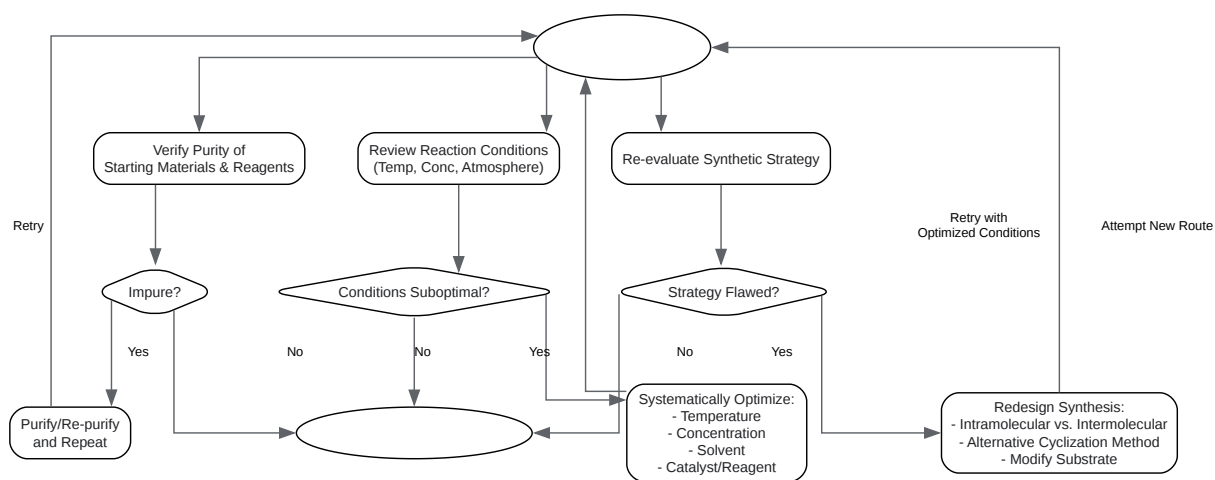 Verify Purity of
Starting Materials & Reagents
Review Reaction Conditions
(Temp, Conc, Atmosphere)
Re-evaluate Synthetic Strategy
Retry
Retry with
Optimized Conditions
Attempt New Route
Impure?
Conditions Suboptimal?
Strategy Flawed?
Yes
No
No
Yes
No
Yes
Purify/Re-purify
and Repeat
Systematically Optimize:
- Temperature
- Concentration
- Solvent
- Catalyst/Reagent
Redesign Synthesis:
- Intramolecular vs. Intermolecular
- Alternative Cyclization Method
- Modify Substrate